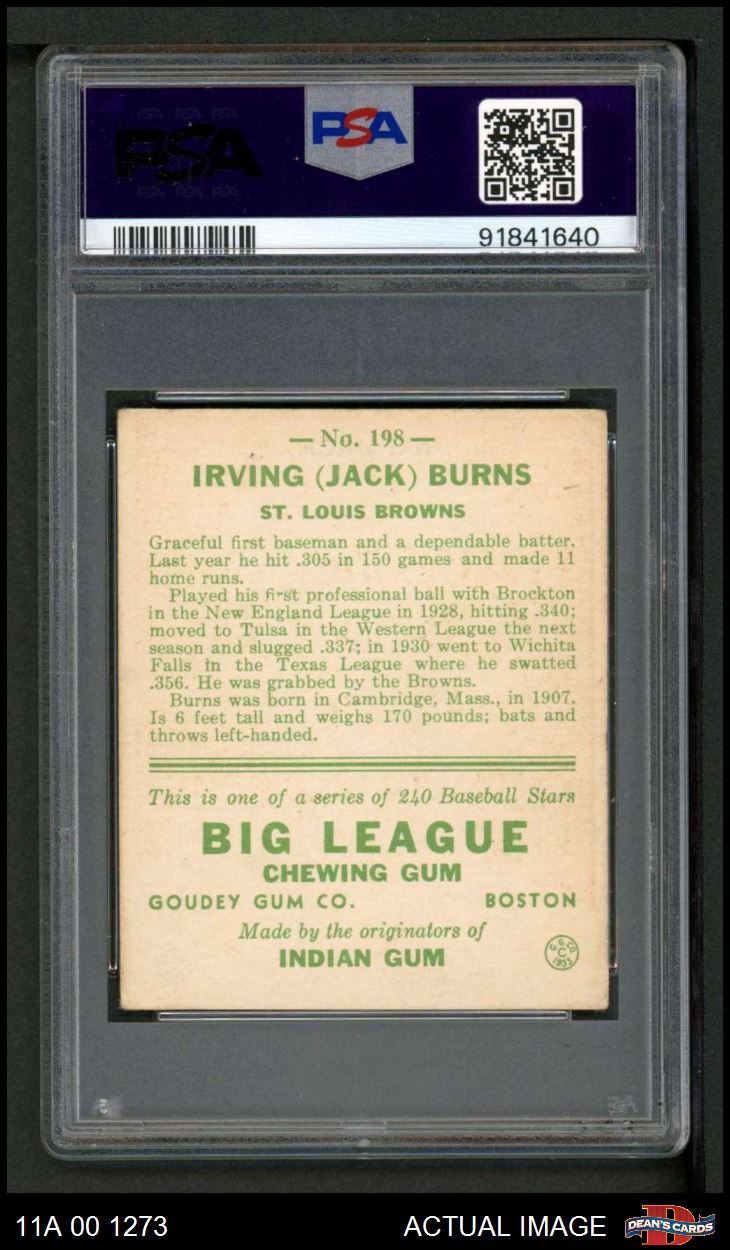 PSA
PSA
91841640
— No. 198 —
IRVING (JACK) BURNS
ST. LOUIS BROWNS
Graceful first baseman and a dependable batter.
Last year he hit .305 in 150 games and made 11
home runs.
Played his first professional ball with Brockton
in the New England League in 1928, hitting .340;
moved to Tulsa in the Western League the next
season and slugged .337; in 1930 went to Wichita
Falls in the Texas League where he swatted
.356. He was grabbed by the Browns.
Burns was born in Cambridge, Mass., in 1907.
Is 6 feet tall and weighs 170 pounds; bats and
throws left-handed.
This is one of a series of 240 Baseball Stars
BIG LEAGUE
CHEWING GUM
GOUDEY GUM CO. BOSTON
Made by the originators of
INDIAN GUM
G. G. CO.
C
1933
11A 00 1273 ACTUAL IMAGE DEAN'S CARDS